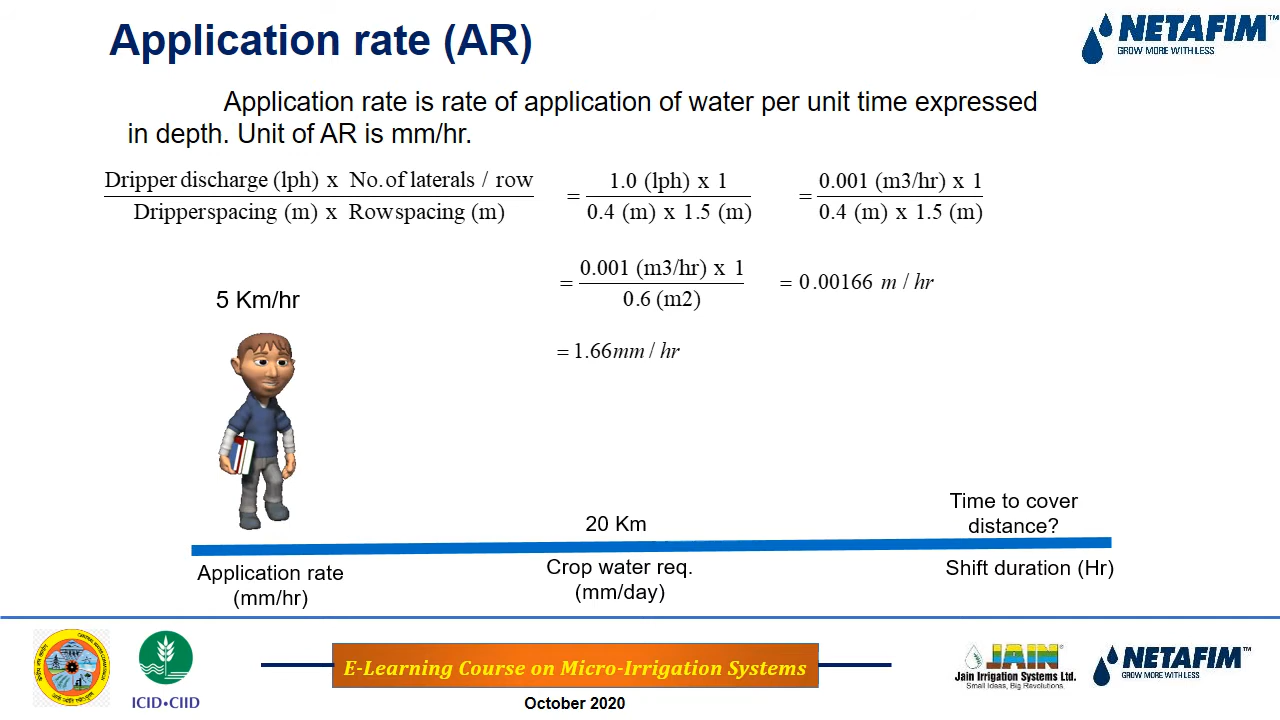 Application rate (AR)
NETAFIM™
GROW MORE WITH LESS
Application rate is rate of application of water per unit time expressed
in depth. Unit of AR is mm/hr.
Dripper discharge (lph) x No. of laterals / row
Dripperspacing (m) x Rowspacing (m)
= 1.0 (lph) x 1
0.4 (m) x 1.5 (m)
= 0.001 (m3/hr) x 1
0.4 (m) x 1.5 (m)
= 0.001 (m3/hr) x 1
0.6 (m2)
= 0.00166 m / hr
= 1.66mm / hr
5 Km/hr
20 Km
Time to cover
distance?
Application rate
(mm/hr)
Crop water req.
(mm/day)
Shift duration (Hr)
ICID•CIID
E-Learning Course on Micro-Irrigation Systems
October 2020
JAIN®
Jain Irrigation Systems Ltd.
Small Ideas, Big Revolutions.
NETAFIM™
GROW MORE WITH LESS